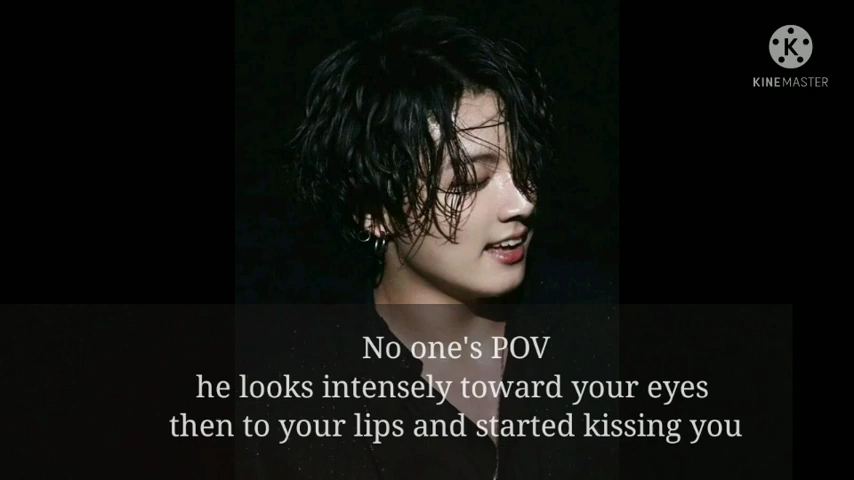 K
KINEMASTER
No one's POV
he looks intensely toward your eyes
then to your lips and started kissing you